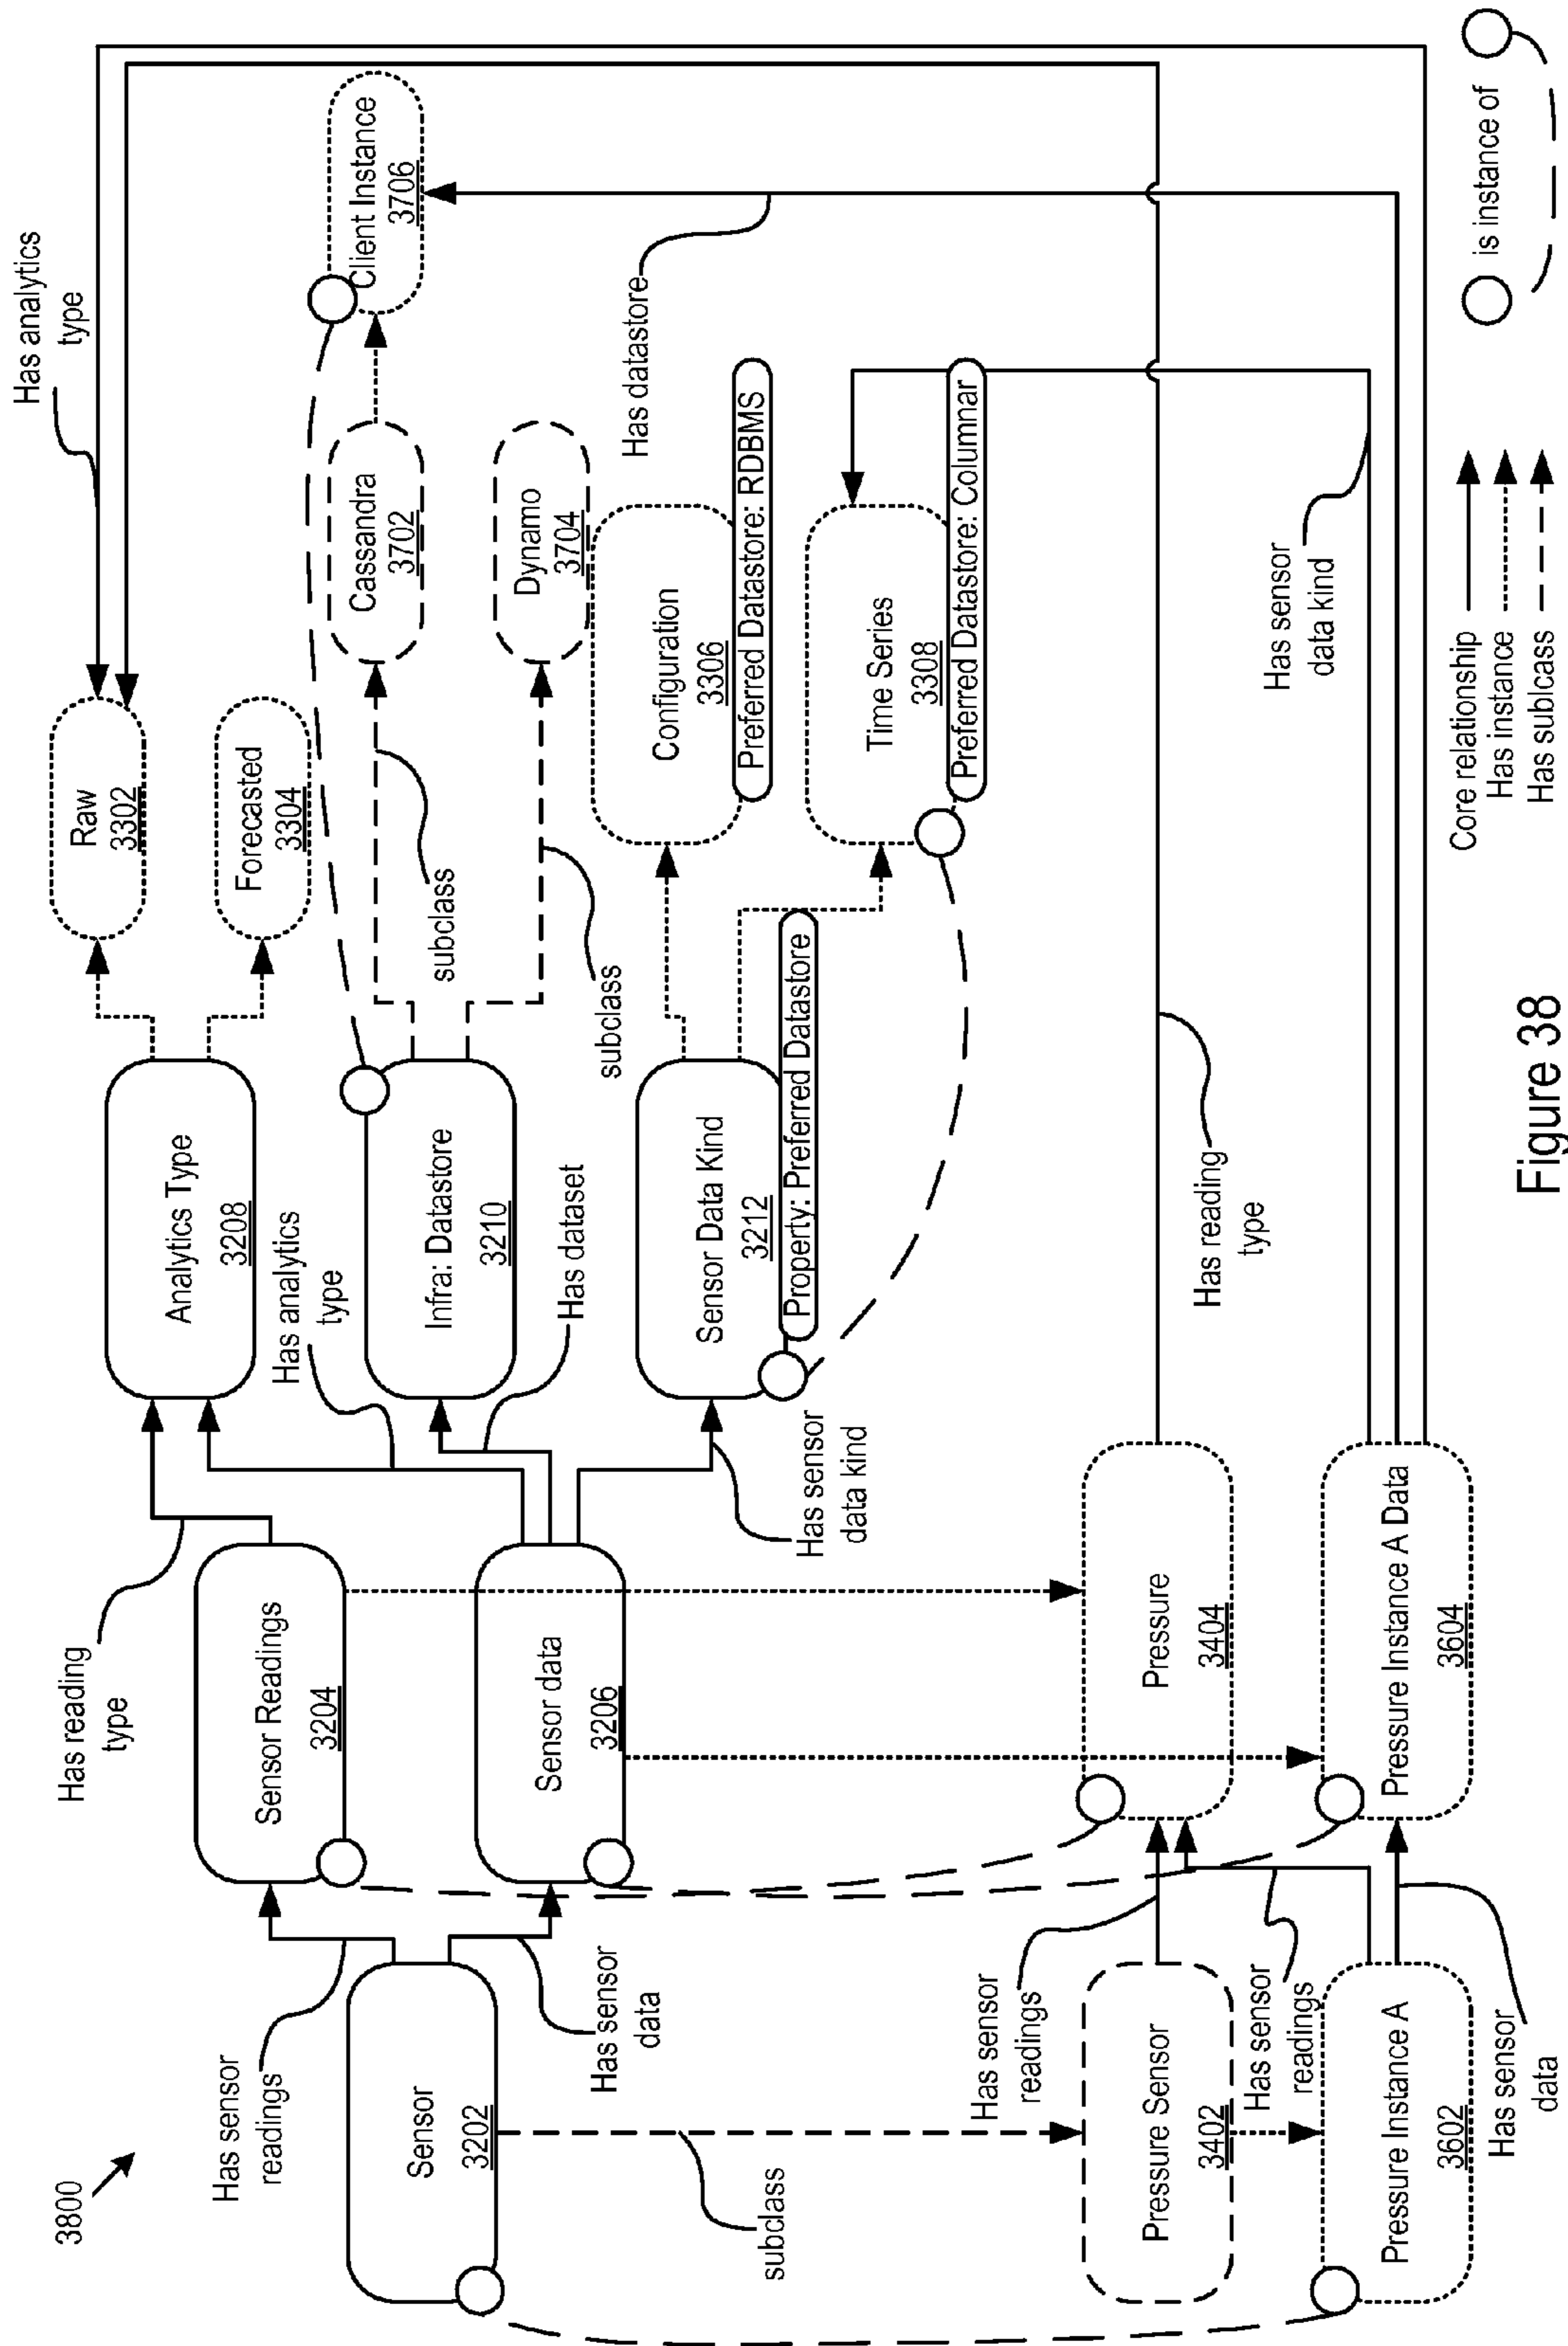 3800
Has reading
type
Has analytics
type
Analytics Type
3208
Raw
3302
Forecasted
3304
Has sensor
readings
Sensor Readings
3204
Has analytics
type
Sensor
3202
Infra: Datastore
3210
subclass
Cassandra
3702
Client Instance
3706
Sensor data
3206
Has dataset
subclass
Dynamo
3704
Has sensor
data
Has sensor
data kind
Sensor Data Kind
3212
Property: Preferred Datastore
Configuration
3306
Preferred Datastore: RDBMS
Has datastore
Time Series
3308
Preferred Datastore: Columnar
subclass
Has sensor
readings
Pressure Sensor
3402
Pressure
3404
Has reading
type
Has sensor
readings
Has sensor
data kind
Pressure Instance A
3602
Pressure Instance A Data
3604
Has sensor
data
Core relationship
Has instance
Has sublcass
is instance of
Figure 38